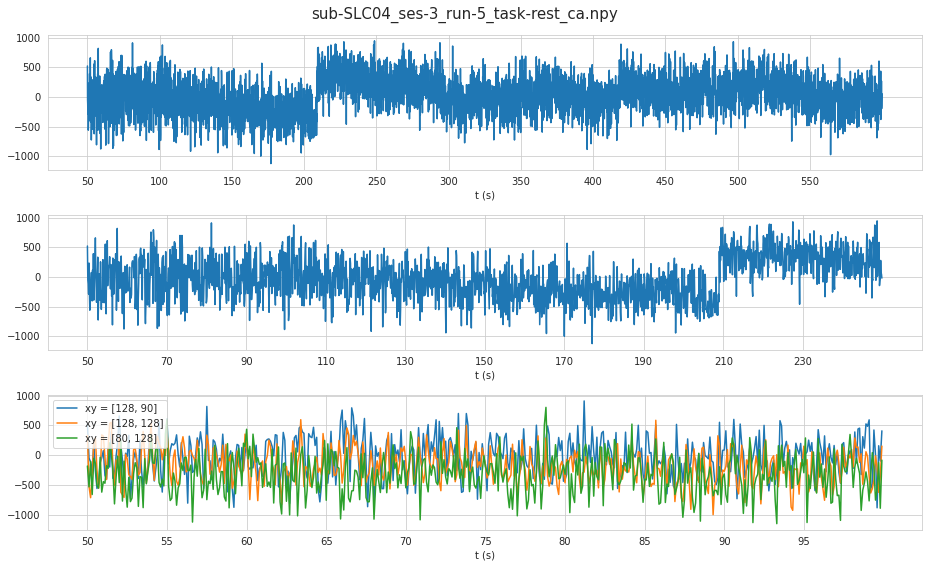 sub-SLC04_ses-3_run-5_task-rest_ca.npy
1000
500
0
−500
−1000
50 100 150 200 250 300 350 400 450 500 550
t (s)
1000
500
0
−500
−1000
50 70 90 110 130 150 170 190 210 230
t (s)
1000
500
0
−500
−1000
xy = [128, 90]
xy = [128, 128]
xy = [80, 128]
50 55 60 65 70 75 80 85 90 95
t (s)